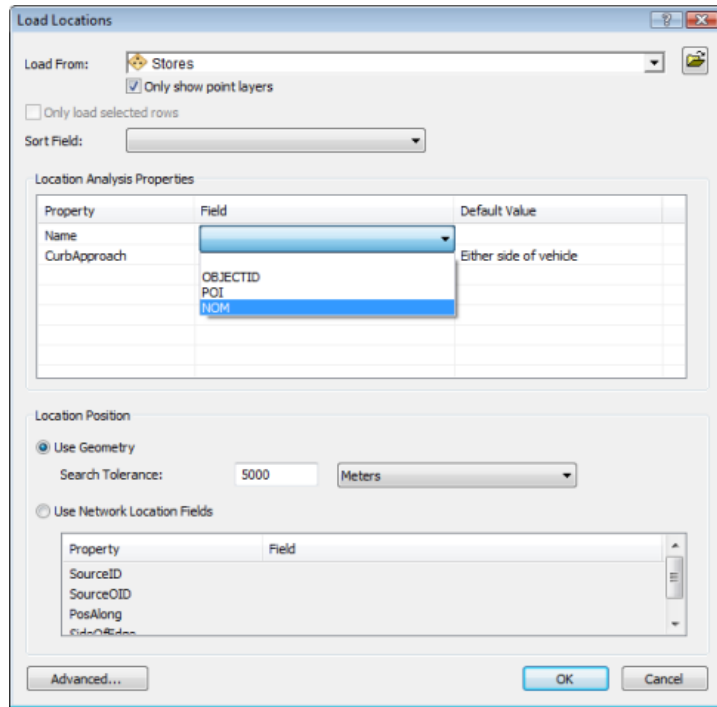 Load Locations
Load From: Stores
Only show point layers
Only load selected rows
Sort Field:
Location Analysis Properties
Property Field Default Value
Name
CurbApproach Either side of vehicle
OBJECTID
POI
NOM
Location Position
Use Geometry
Search Tolerance: 5000 Meters
Use Network Location Fields
Property Field
SourceID
SourceOID
PosAlong
SideOfEdge
Advanced... OK Cancel